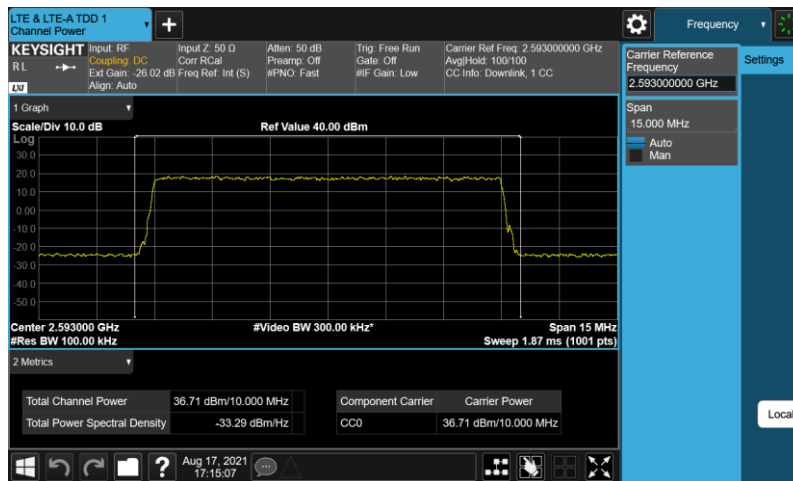 LTE & LTE-A TDD 1
Channel Power
+
Frequency
KEYSIGHT
R L
LXI
Input: RF
Coupling: DC
Ext Gain: -26.02 dB
Align: Auto
Input Z: 50 Ω
Corr RCal
Freq Ref: Int (S)
Atten: 50 dB
Preamp: Off
#PNO: Fast
Trig: Free Run
Gate: Off
#IF Gain: Low
Carrier Ref Freq: 2.593000000 GHz
Avg|Hold: 100/100
CC Info: Downlink, 1 CC
Carrier Reference
Frequency
2.593000000 GHz
Settings
Span
15.000 MHz
Auto
Man
1 Graph
Scale/Div 10.0 dB
Ref Value 40.00 dBm
Log
30.0
20.0
10.0
0.00
-10.0
-20.0
-30.0
-40.0
-50.0
Center 2.593000 GHz
#Video BW 300.00 kHz*
Span 15 MHz
#Res BW 100.00 kHz
Sweep 1.87 ms (1001 pts)
2 Metrics
Total Channel Power 36.71 dBm/10.000 MHz
Total Power Spectral Density -33.29 dBm/Hz
Component Carrier Carrier Power
CC0 36.71 dBm/10.000 MHz
Local
?
Aug 17, 2021
17:15:07